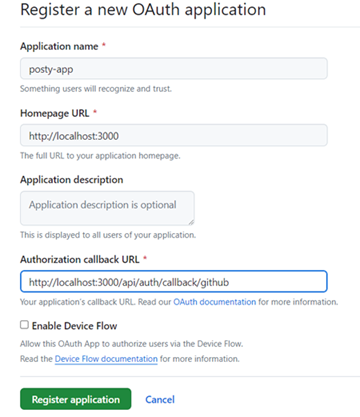 Register a new OAuth application
Application name *
posty-app
Something users will recognize and trust.
Homepage URL *
http://localhost:3000
The full URL to your application homepage.
Application description
Application description is optional
This is displayed to all users of your application.
Authorization callback URL *
http://localhost:3000/api/auth/callback/github
Your application's callback URL. Read our OAuth documentation for more information.
Enable Device Flow
Allow this OAuth App to authorize users via the Device Flow.
Read the Device Flow documentation for more information.
Register application Cancel